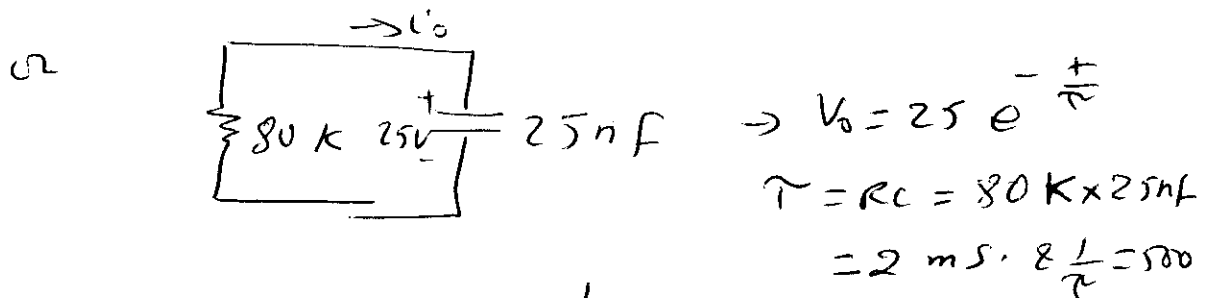 → i₀
80 K 25V + - 25nf → V₀ = 25 e^{-t/τ}
τ = RC = 80 K × 25nf
= 2 ms. & 1/τ = 500